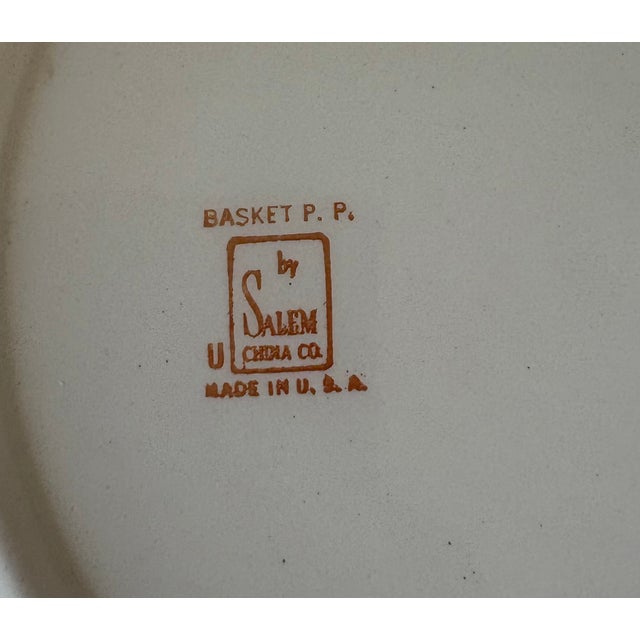 BASKET P. P.
by
SALEM
U CHINA CO.
MADE IN U. S. A.